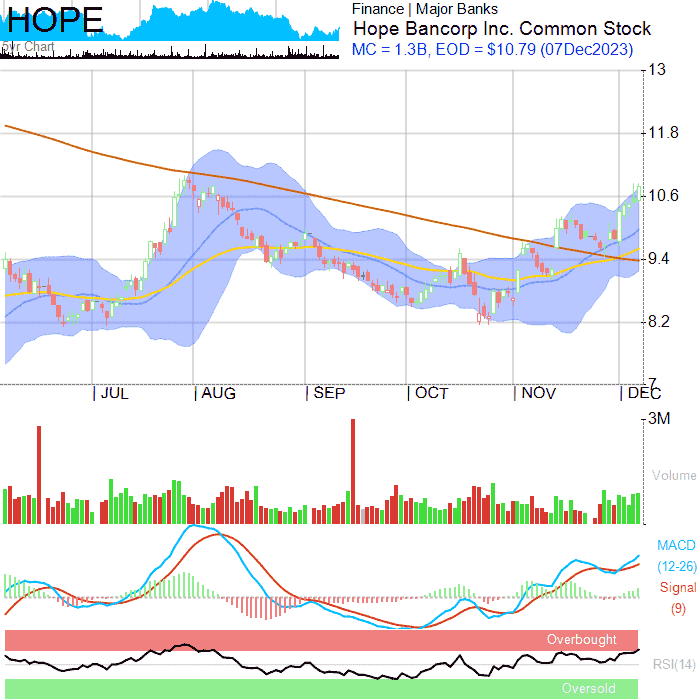 HOPE
5yr Chart
Finance | Major Banks
Hope Bancorp Inc. Common Stock
MC = 1.3B, EOD = $10.79 (07Dec2023)
13
11.8
10.6
9.4
8.2
7
JUL
AUG
SEP
OCT
NOV
DEC
3M
Volume
MACD
(12-26)
Signal
(9)
Overbought
RSI(14)
Oversold